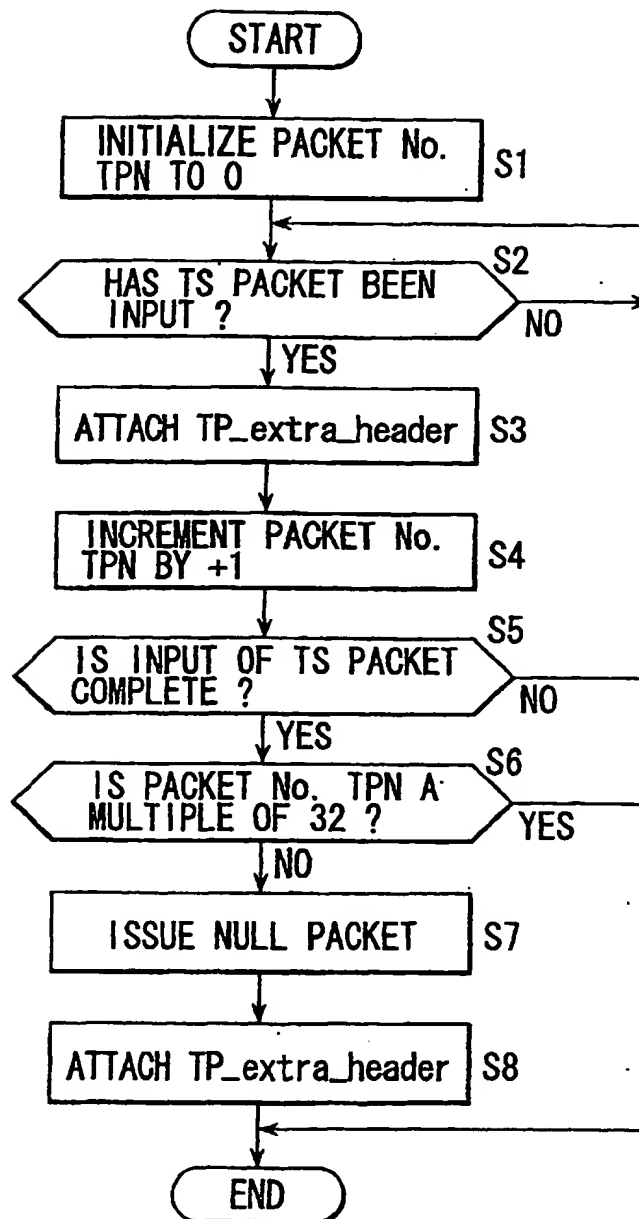 START
INITIALIZE PACKET No.
TPN TO 0
S1
S2
HAS TS PACKET BEEN
INPUT ?
NO
YES
ATTACH TP_extra_header
S3
INCREMENT PACKET No.
TPN BY +1
S4
S5
IS INPUT OF TS PACKET
COMPLETE ?
NO
YES
S6
IS PACKET No. TPN A
MULTIPLE OF 32 ?
YES
NO
ISSUE NULL PACKET
S7
ATTACH TP_extra_header
S8
END